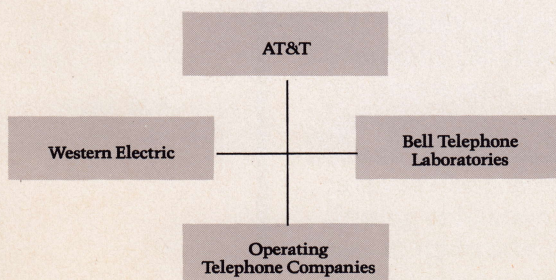 AT&T
Western Electric
Bell Telephone
Laboratories
Operating
Telephone Companies